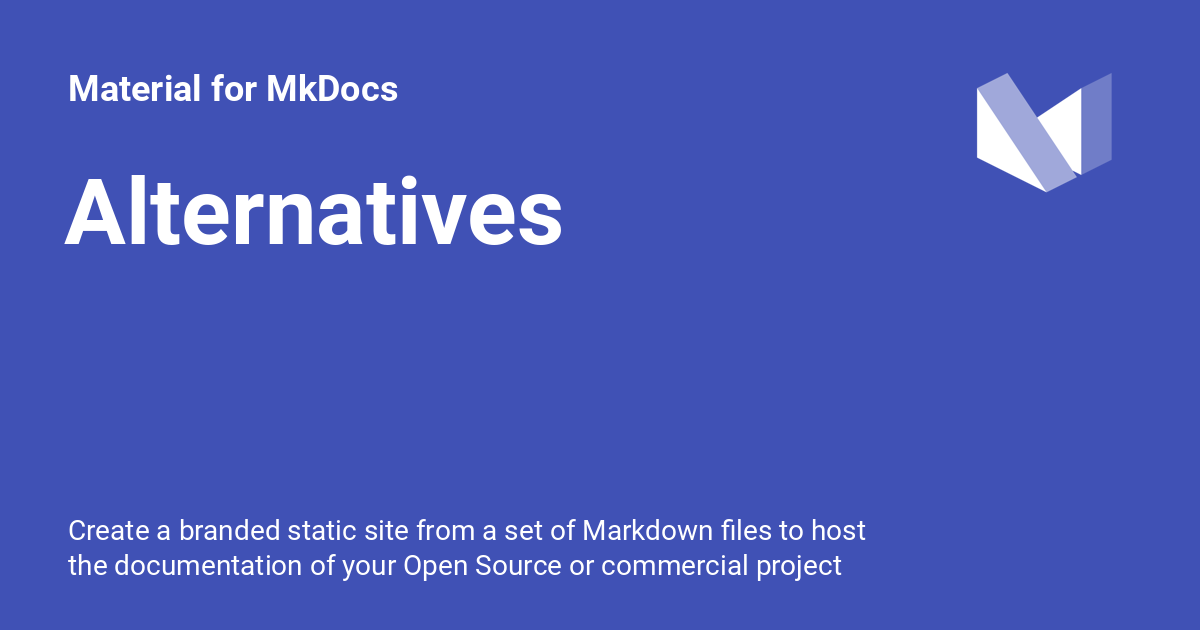 Material for MkDocs
Alternatives
Create a branded static site from a set of Markdown files to host
the documentation of your Open Source or commercial project